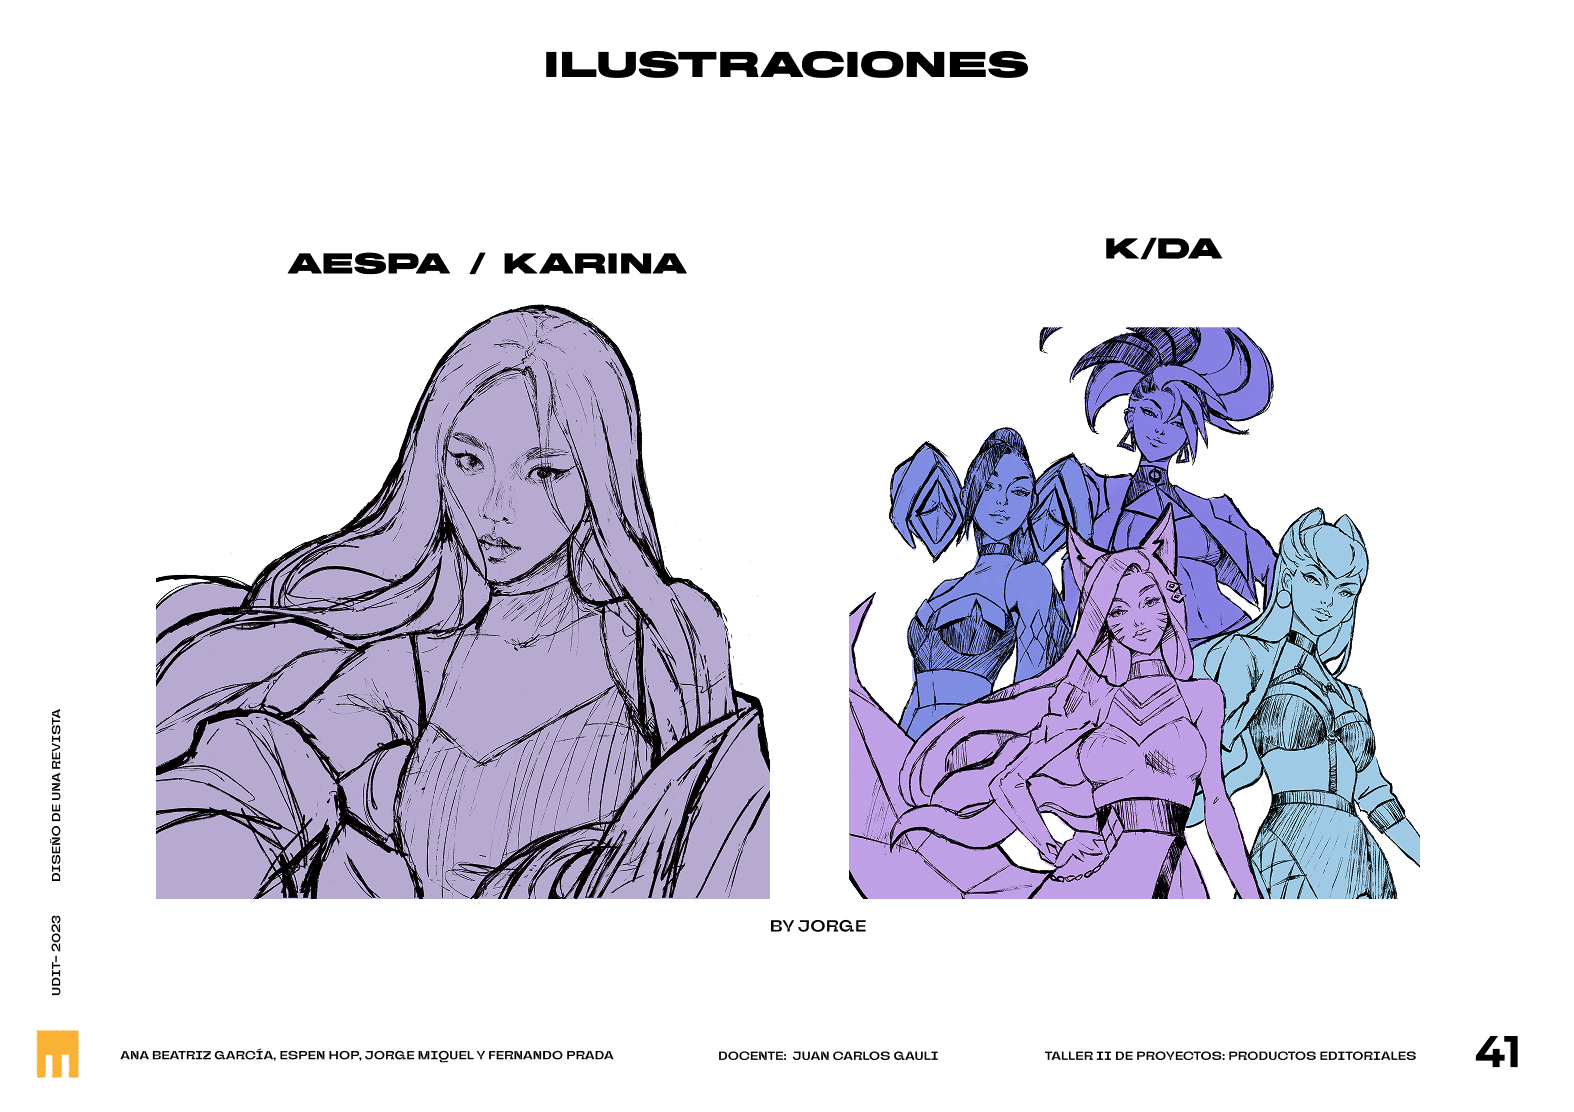 ILUSTRACIONES
AESPA / KARINA
K/DA
BY JORGE
DISEÑO DE UNA REVISTA
UDIT- 2023
ANA BEATRIZ GARCÍA, ESPEN HOP, JORGE MIQUEL Y FERNANDO PRADA
DOCENTE: JUAN CARLOS GAULI
TALLER II DE PROYECTOS: PRODUCTOS EDITORIALES
41